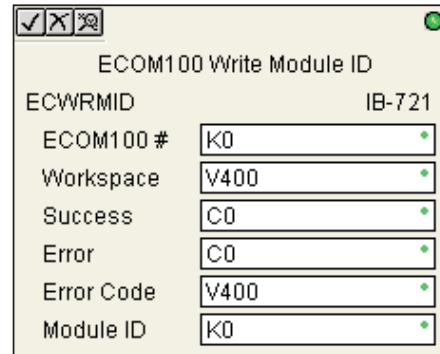 ECOM100 Write Module ID
ECWRMID IB-721
ECOM100 # K0
Workspace V400
Success C0
Error C0
Error Code V400
Module ID K0